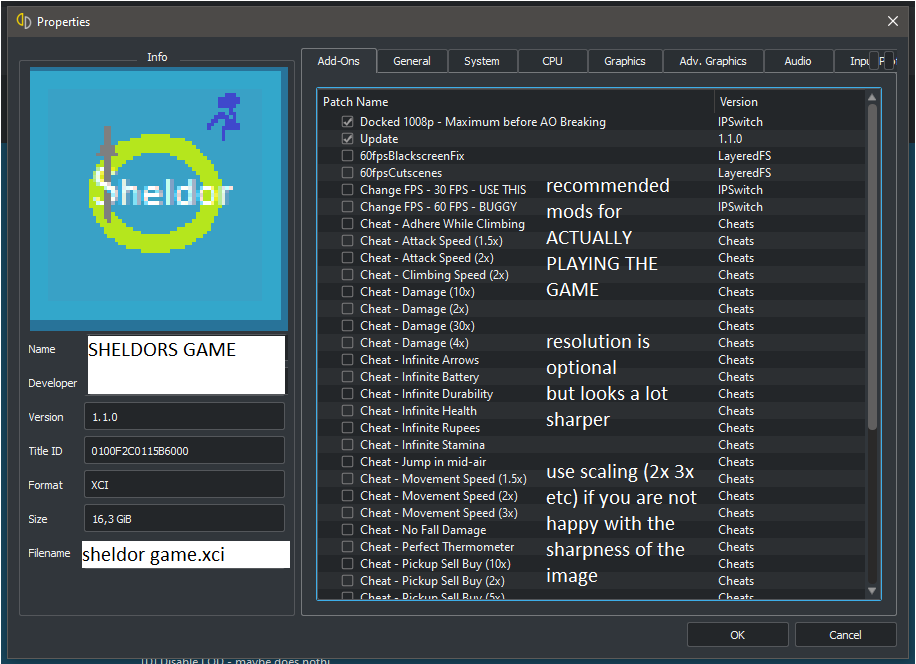 Properties
Info
Sheldor
Name
SHELDORS GAME
Developer
Version
1.1.0
Title ID
0100F2C0115B6000
Format
XCI
Size
16,3 GiB
Filename
sheldor game.xci
Add-Ons
General
System
CPU
Graphics
Adv. Graphics
Audio
Patch Name Version
Docked 1008p - Maximum before AO Breaking IPSwitch
Update 1.1.0
60fpsBlackscreenFix LayeredFS
60fpsCutscenes LayeredFS
Change FPS - 30 FPS - USE THIS IPSwitch
Change FPS - 60 FPS - BUGGY IPSwitch
Cheat - Adhere While Climbing Cheats
Cheat - Attack Speed (1.5x) Cheats
Cheat - Attack Speed (2x) Cheats
Cheat - Climbing Speed (2x) Cheats
Cheat - Damage (10x) Cheats
Cheat - Damage (2x) Cheats
Cheat - Damage (30x) Cheats
Cheat - Damage (4x) Cheats
Cheat - Infinite Arrows Cheats
Cheat - Infinite Battery Cheats
Cheat - Infinite Durability Cheats
Cheat - Infinite Health Cheats
Cheat - Infinite Rupees Cheats
Cheat - Infinite Stamina Cheats
Cheat - Jump in mid-air Cheats
Cheat - Movement Speed (1.5x) Cheats
Cheat - Movement Speed (2x) Cheats
Cheat - Movement Speed (3x) Cheats
Cheat - No Fall Damage Cheats
Cheat - Perfect Thermometer Cheats
Cheat - Pickup Sell Buy (10x) Cheats
Cheat - Pickup Sell Buy (2x) Cheats
Cheat - Pickup Sell Buy (5x) Cheats
recommended
mods for
ACTUALLY
PLAYING THE
GAME
resolution is
optional
but looks a lot
sharper
use scaling (2x 3x
etc) if you are not
happy with the
sharpness of the
image
OK
Cancel
Disable LOD - maybe does nothi